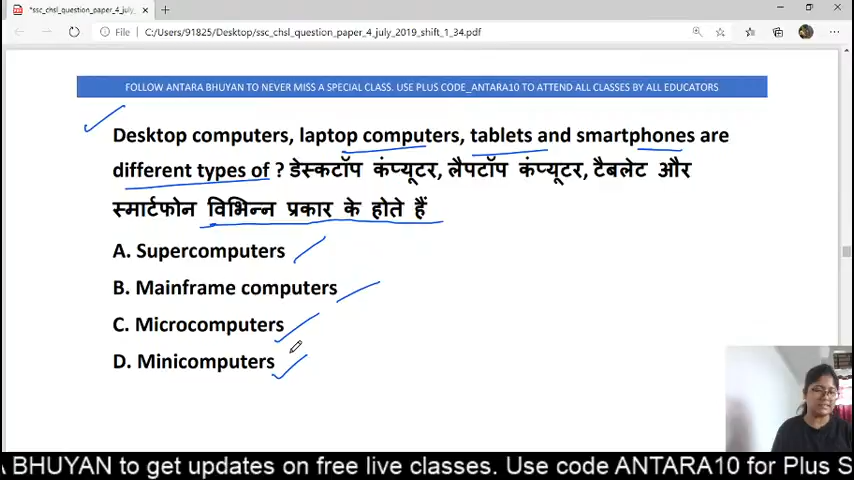 *ssc_chsl_question_paper_4_july_
File
C:/Users/91825/Desktop/ssc_chsl_question_paper_4_july_2019_shift_1_34.pdf
FOLLOW ANTARA BHUYAN TO NEVER MISS A SPECIAL CLASS. USE PLUS CODE_ANTARA10 TO ATTEND ALL CLASSES BY ALL EDUCATORS
Desktop computers, laptop computers, tablets and smartphones are
different types of ? डेस्कटॉप कंप्यूटर, लैपटॉप कंप्यूटर, टैबलेट और
स्मार्टफोन विभिन्न प्रकार के होते हैं
A. Supercomputers
B. Mainframe computers
C. Microcomputers
D. Minicomputers
A BHUYAN to get updates on free live classes. Use code ANTARA10 for Plus S